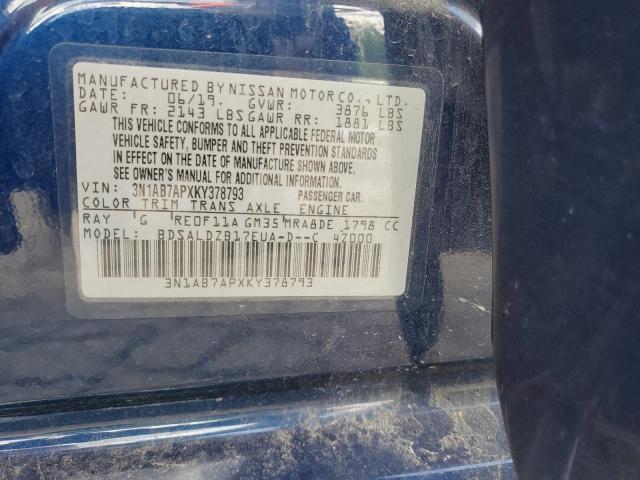 MANUFACTURED BY NISSAN MOTOR CO., LTD.
DATE: 06/19. GVWR: 3876 LBS
GAWR FR: 2143 LBS GAWR RR: 1881 LBS
THIS VEHICLE CONFORMS TO ALL APPLICABLE FEDERAL MOTOR
VEHICLE SAFETY, BUMPER AND THEFT PREVENTION STANDARDS
IN EFFECT ON THE DATE OF MANUFACTURE SHOWN ABOVE.
SEE OWNER'S MANUAL FOR ADDITIONAL INFORMATION.
VIN: 3N1AB7APXKY378793 PASSENGER CAR.
COLOR TRIM TRANS AXLE ENGINE
RAY G RE0F11A GM35 MRA8DE 1798 CC
MODEL: BDSALDZB17EUA-D--C 4Z000
3N1AB7APXKY378793